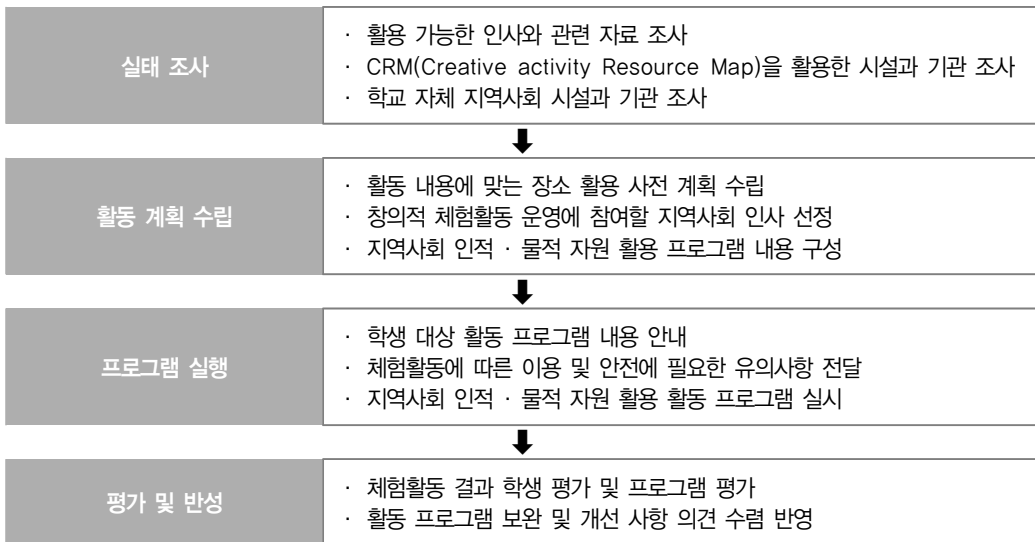 실태 조사
· 활용 가능한 인사와 관련 자료 조사
· CRM(Creative activity Resource Map)을 활용한 시설과 기관 조사
· 학교 자체 지역사회 시설과 기관 조사
활동 계획 수립
· 활동 내용에 맞는 장소 활용 사전 계획 수립
· 창의적 체험활동 운영에 참여할 지역사회 인사 선정
· 지역사회 인적 · 물적 자원 활용 프로그램 내용 구성
프로그램 실행
· 학생 대상 활동 프로그램 내용 안내
· 체험활동에 따른 이용 및 안전에 필요한 유의사항 전달
· 지역사회 인적 · 물적 자원 활용 활동 프로그램 실시
평가 및 반성
· 체험활동 결과 학생 평가 및 프로그램 평가
· 활동 프로그램 보완 및 개선 사항 의견 수렴 반영